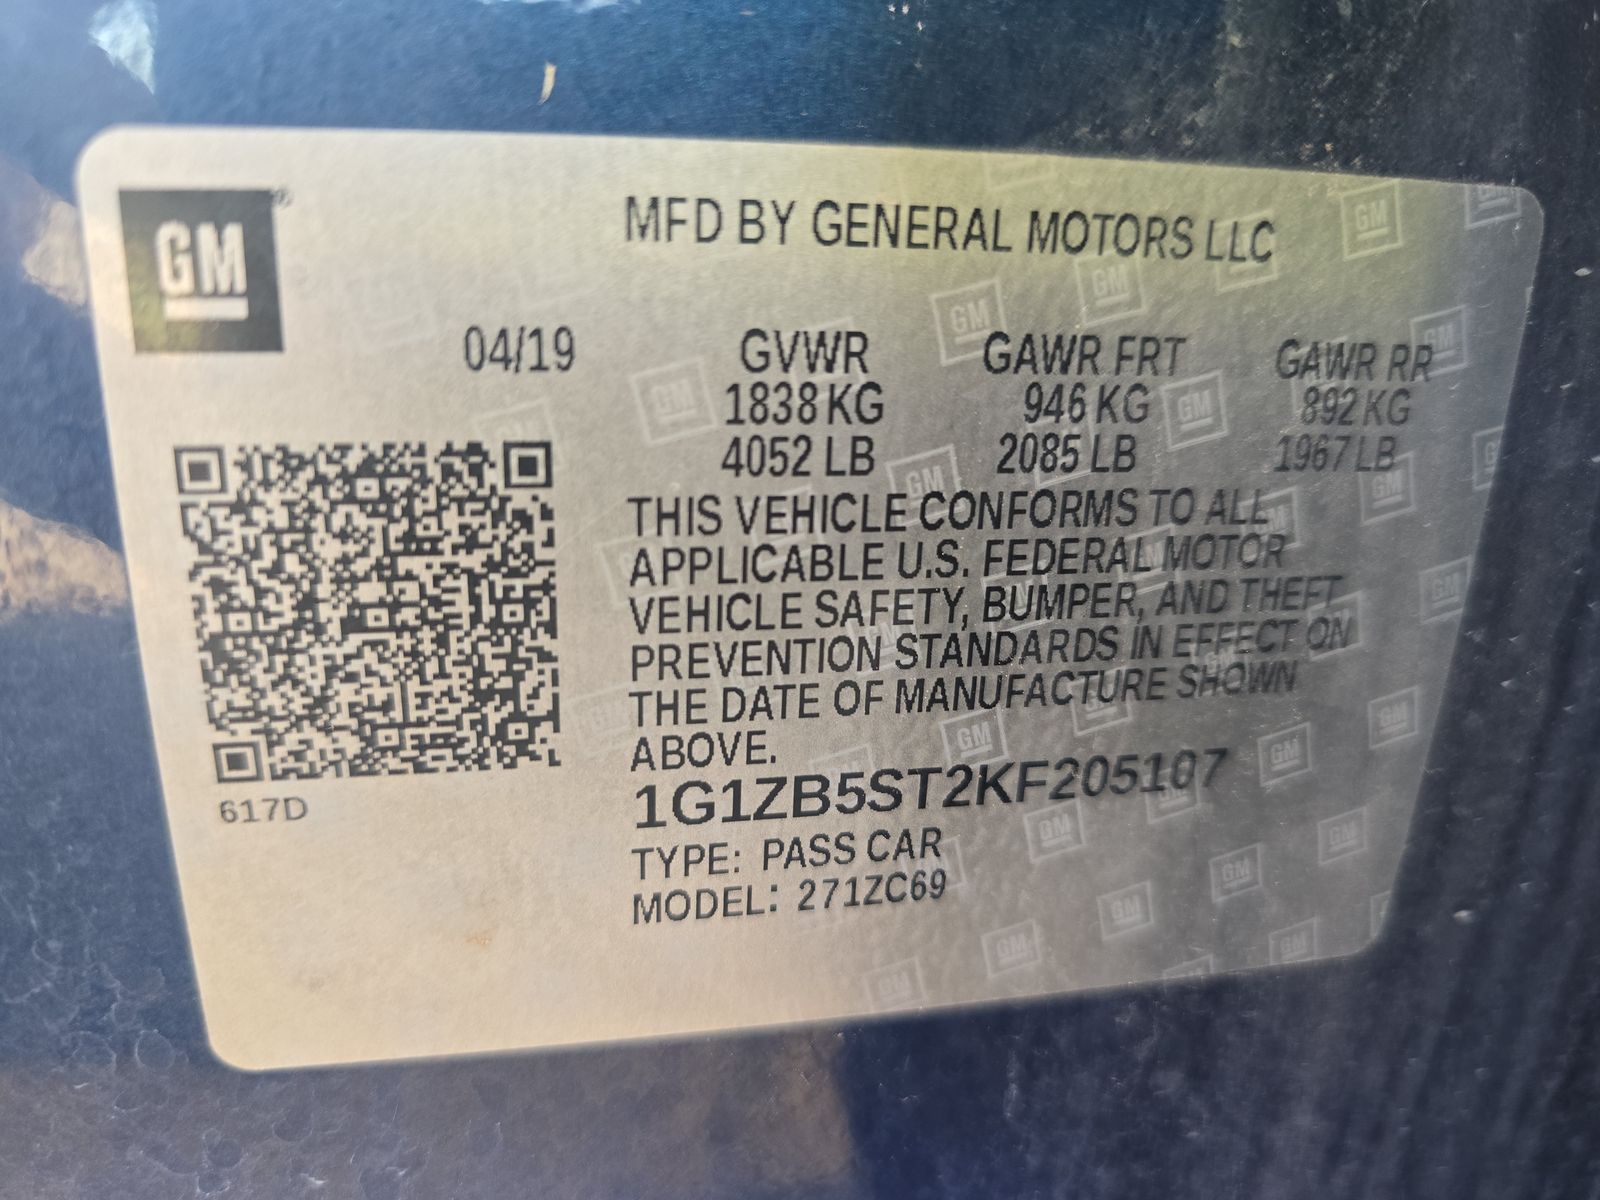 GM
MFD BY GENERAL MOTORS LLC
04/19 GVWR GAWR FRT GAWR RR
1838 KG 946 KG 892 KG
4052 LB 2085 LB 1967 LB
THIS VEHICLE CONFORMS TO ALL
APPLICABLE U.S. FEDERAL MOTOR
VEHICLE SAFETY, BUMPER, AND THEFT
PREVENTION STANDARDS IN EFFECT ON
THE DATE OF MANUFACTURE SHOWN
ABOVE.
1G1ZB5ST2KF205107
617D
TYPE: PASS CAR
MODEL: 271ZC69